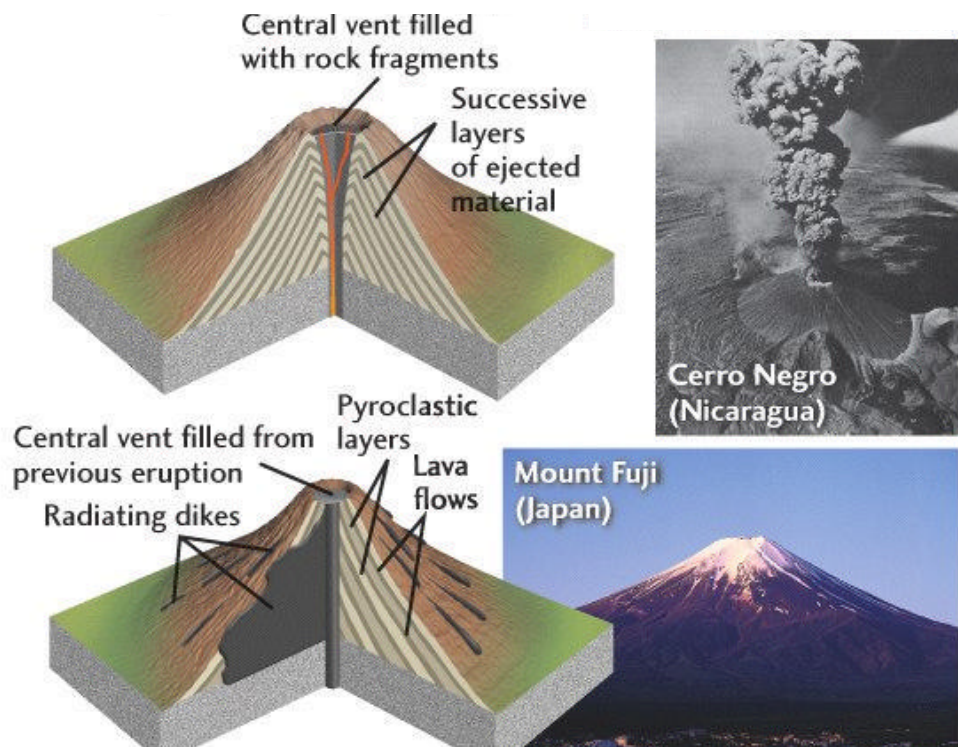 Central vent filled
with rock fragments
Successive
layers
of ejected
material
Cerro Negro
(Nicaragua)
Pyroclastic
layers
Central vent filled from
previous eruption
Lava
flows
Radiating dikes
Mount Fuji
(Japan)